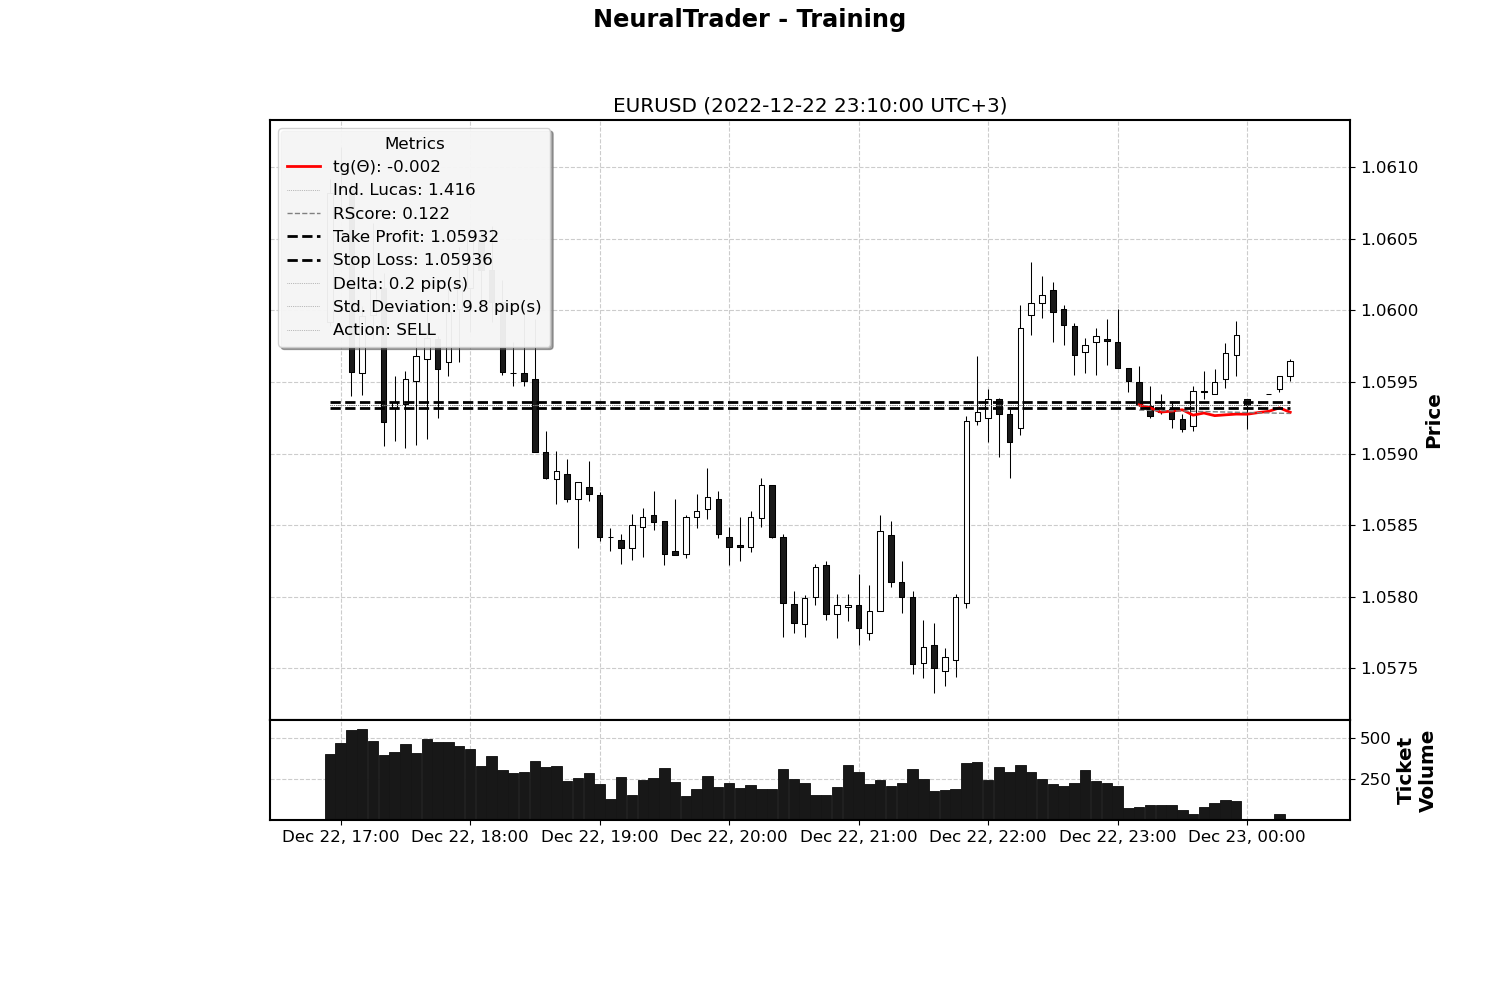 NeuralTrader - Training
EURUSD (2022-12-22 23:10:00 UTC+3)
Metrics
tg(Θ): -0.002
Ind. Lucas: 1.416
RScore: 0.122
Take Profit: 1.05932
Stop Loss: 1.05936
Delta: 0.2 pip(s)
Std. Deviation: 9.8 pip(s)
Action: SELL
1.0610
1.0605
1.0600
1.0595
1.0590
1.0585
1.0580
1.0575
Price
500
250
Ticket
Volume
Dec 22, 17:00 Dec 22, 18:00 Dec 22, 19:00 Dec 22, 20:00 Dec 22, 21:00 Dec 22, 22:00 Dec 22, 23:00 Dec 23, 00:00